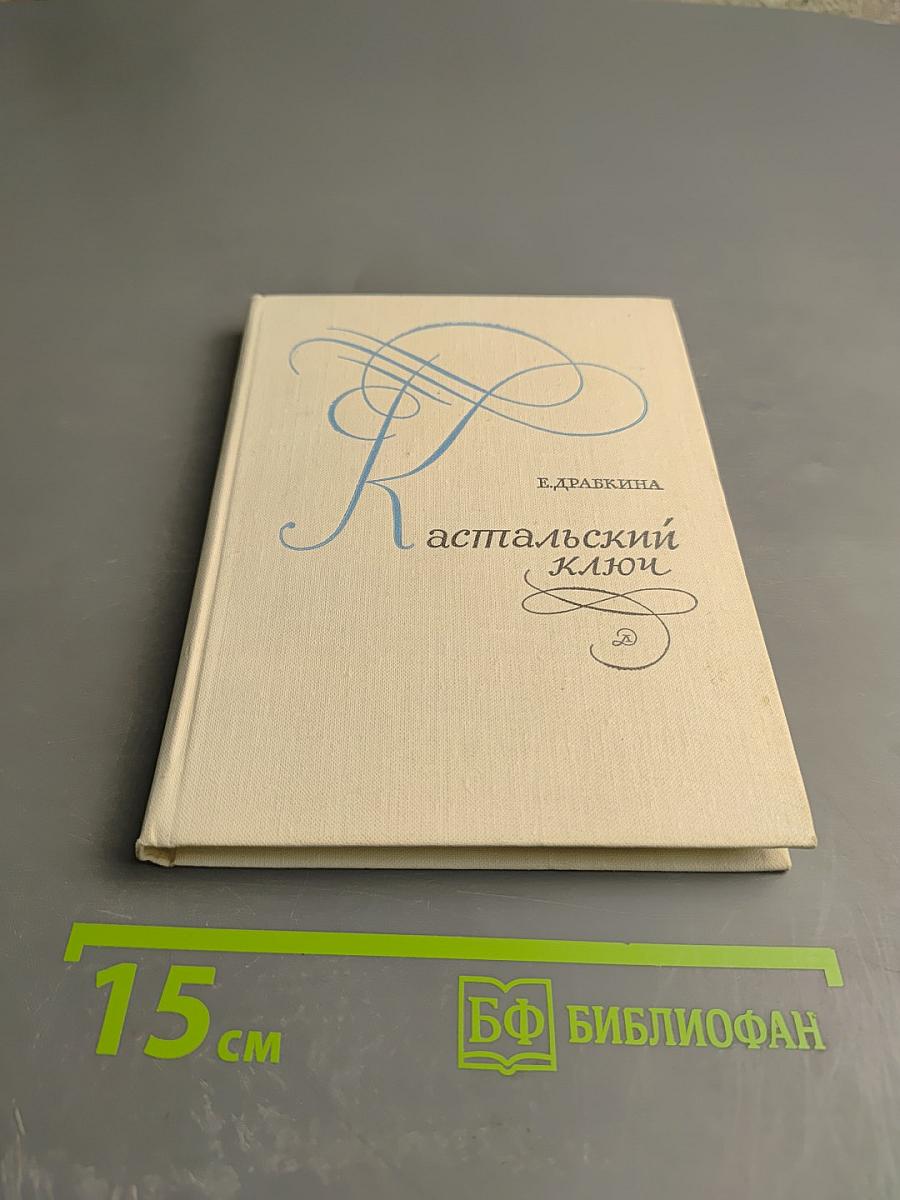 Е.ДРАБКИНА
Кастальский
ключ
Д
15 см
БФ БИБЛИОФАН